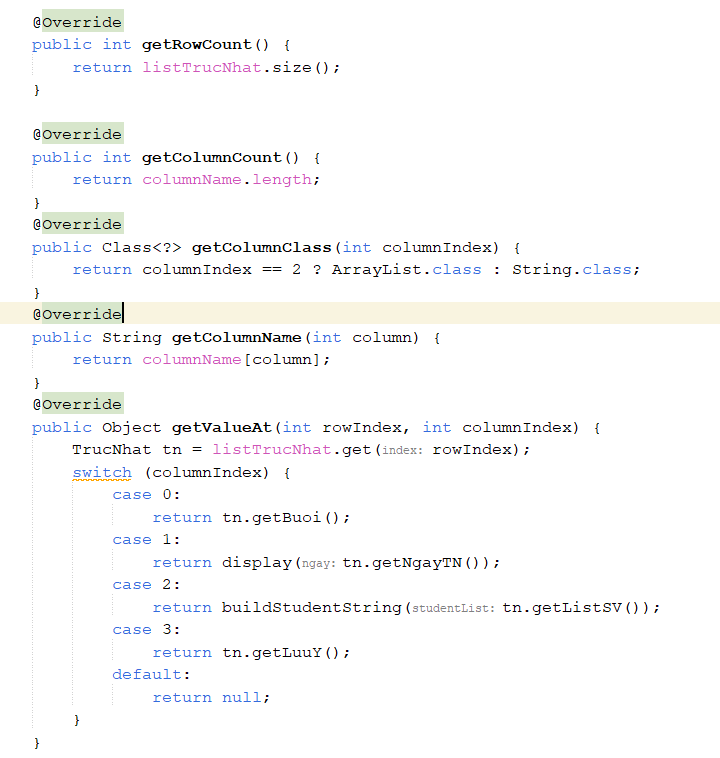 @Override
public int getRowCount() {
    return listTrucNhat.size();
}

@Override
public int getColumnCount() {
    return columnName.length;
}
@Override
public Class<?> getColumnClass(int columnIndex) {
    return columnIndex == 2 ? ArrayList.class : String.class;
}
@Override
public String getColumnName(int column) {
    return columnName[column];
}
@Override
public Object getValueAt(int rowIndex, int columnIndex) {
    TrucNhat tn = listTrucNhat.get(index: rowIndex);
    switch (columnIndex) {
        case 0:
            return tn.getBuoi();
        case 1:
            return display(ngay: tn.getNgayTN());
        case 2:
            return buildStudentString(studentList: tn.getListSV());
        case 3:
            return tn.getLuuY();
        default:
            return null;
    }
}